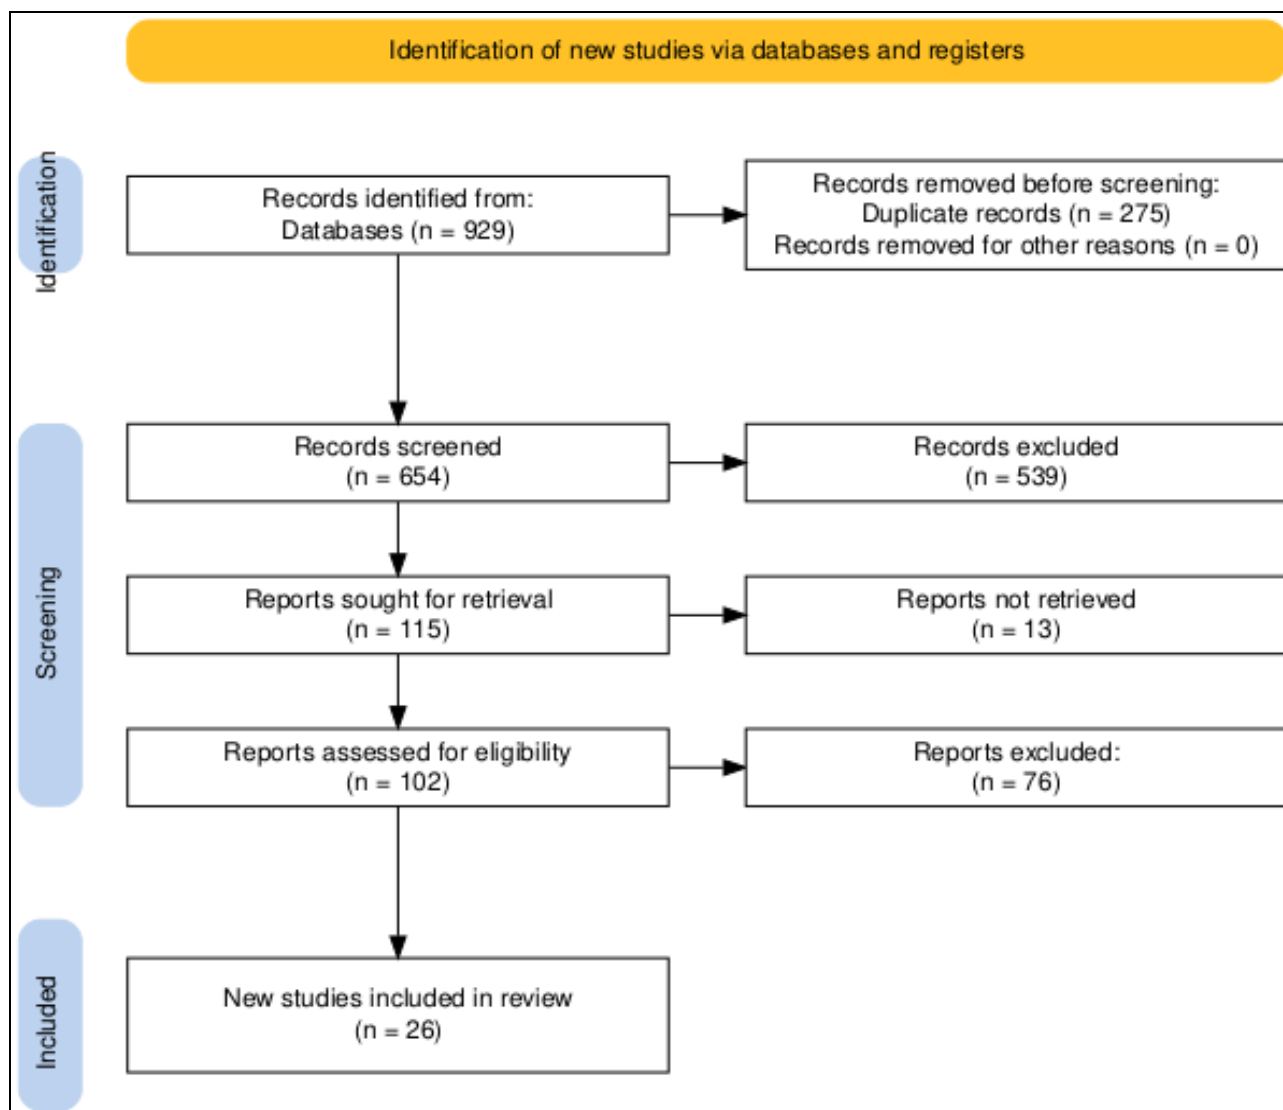 Identification of new studies via databases and registers
Identification
Records identified from:
Databases (n = 929)
Records removed before screening:
Duplicate records (n = 275)
Records removed for other reasons (n = 0)
Screening
Records screened
(n = 654)
Records excluded
(n = 539)
Reports sought for retrieval
(n = 115)
Reports not retrieved
(n = 13)
Reports assessed for eligibility
(n = 102)
Reports excluded:
(n = 76)
Included
New studies included in review
(n = 26)